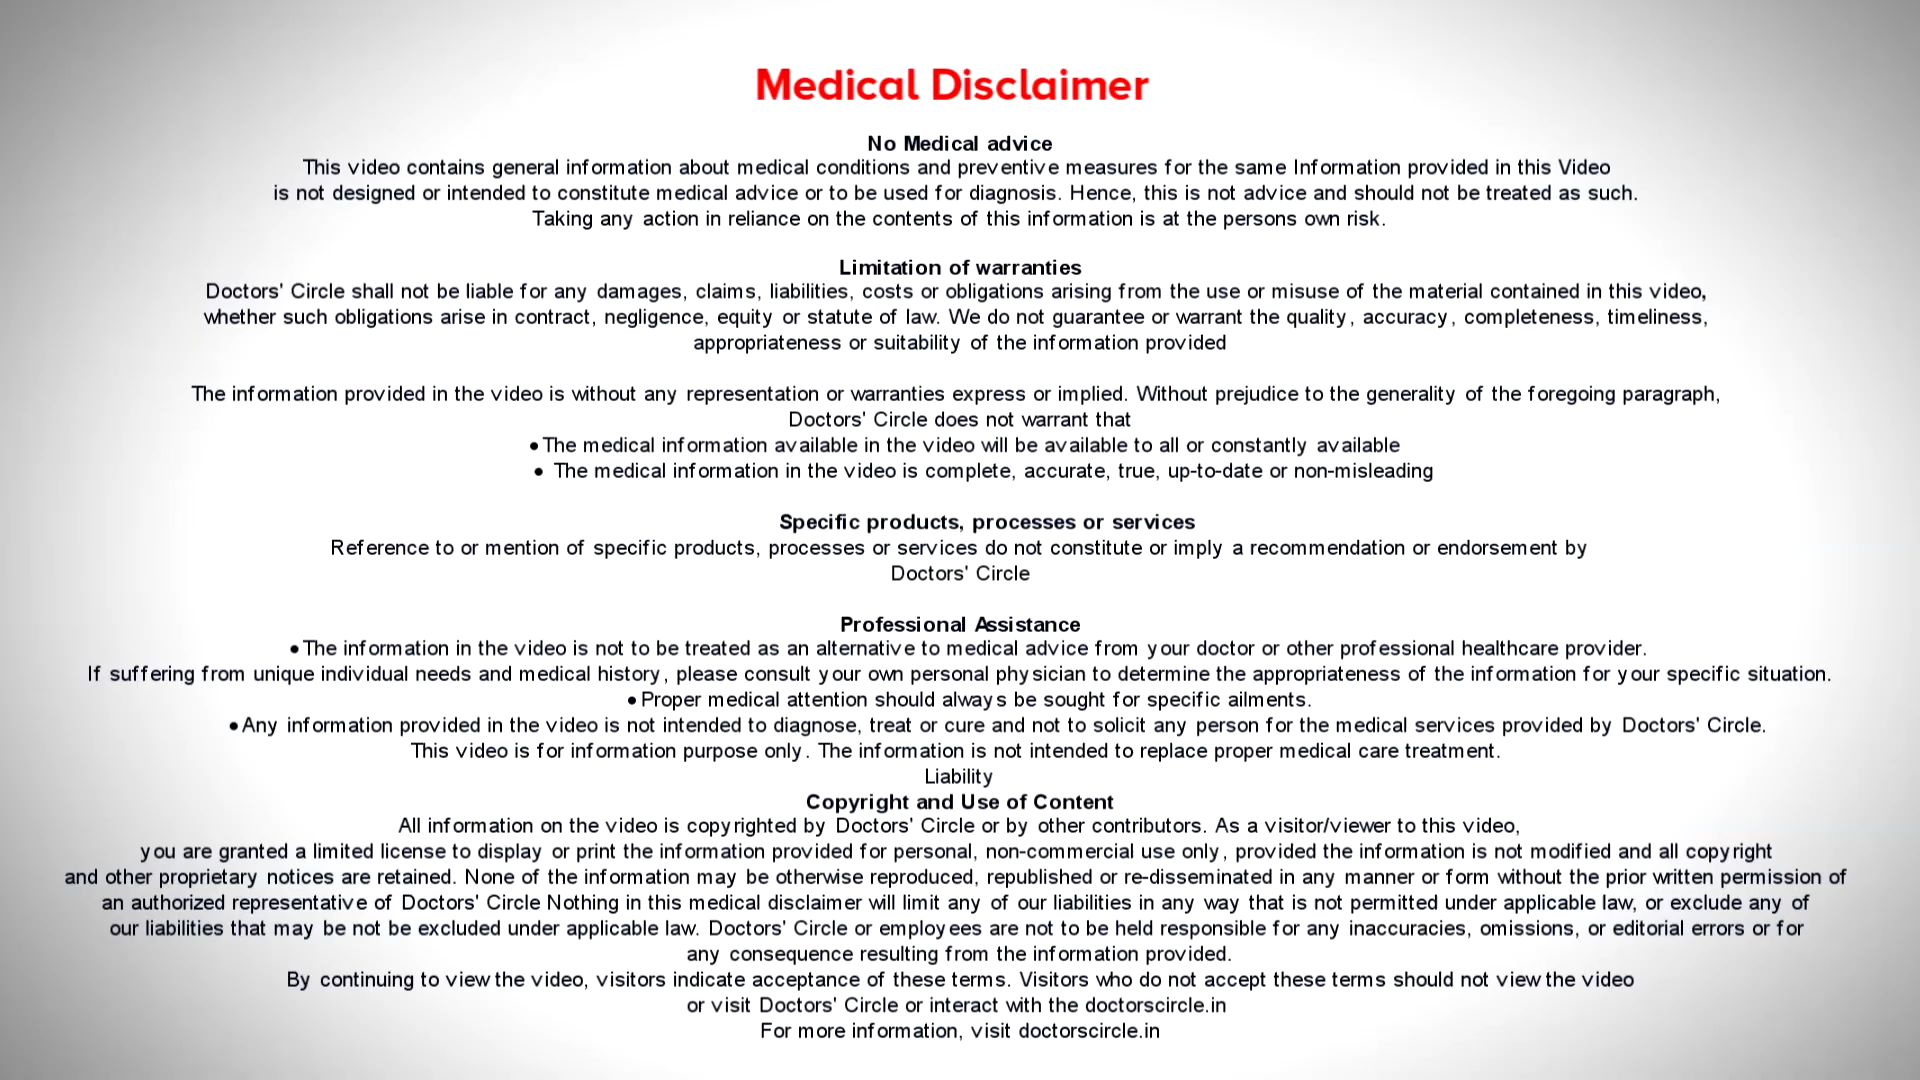 Medical Disclaimer
No Medical advice
This video contains general information about medical conditions and preventive measures for the same Information provided in this Video
is not designed or intended to constitute medical advice or to be used for diagnosis. Hence, this is not advice and should not be treated as such.
Taking any action in reliance on the contents of this information is at the persons own risk.
Limitation of warranties
Doctors' Circle shall not be liable for any damages, claims, liabilities, costs or obligations arising from the use or misuse of the material contained in this video,
whether such obligations arise in contract, negligence, equity or statute of law. We do not guarantee or warrant the quality, accuracy, completeness, timeliness,
appropriateness or suitability of the information provided
The information provided in the video is without any representation or warranties express or implied. Without prejudice to the generality of the foregoing paragraph,
Doctors' Circle does not warrant that
• The medical information available in the video will be available to all or constantly available
• The medical information in the video is complete, accurate, true, up-to-date or non-misleading
Specific products, processes or services
Reference to or mention of specific products, processes or services do not constitute or imply a recommendation or endorsement by
Doctors' Circle
Professional Assistance
• The information in the video is not to be treated as an alternative to medical advice from your doctor or other professional healthcare provider.
If suffering from unique individual needs and medical history, please consult your own personal physician to determine the appropriateness of the information for your specific situation.
• Proper medical attention should always be sought for specific ailments.
• Any information provided in the video is not intended to diagnose, treat or cure and not to solicit any person for the medical services provided by Doctors' Circle.
This video is for information purpose only. The information is not intended to replace proper medical care treatment.
Liability
Copyright and Use of Content
All information on the video is copyrighted by Doctors' Circle or by other contributors. As a visitor/viewer to this video,
you are granted a limited license to display or print the information provided for personal, non-commercial use only, provided the information is not modified and all copyright
and other proprietary notices are retained. None of the information may be otherwise reproduced, republished or re-disseminated in any manner or form without the prior written permission of
an authorized representative of Doctors' Circle Nothing in this medical disclaimer will limit any of our liabilities in any way that is not permitted under applicable law, or exclude any of
our liabilities that may be not be excluded under applicable law. Doctors' Circle or employees are not to be held responsible for any inaccuracies, omissions, or editorial errors or for
any consequence resulting from the information provided.
By continuing to view the video, visitors indicate acceptance of these terms. Visitors who do not accept these terms should not view the video
or visit Doctors' Circle or interact with the doctorscircle.in
For more information, visit doctorscircle.in